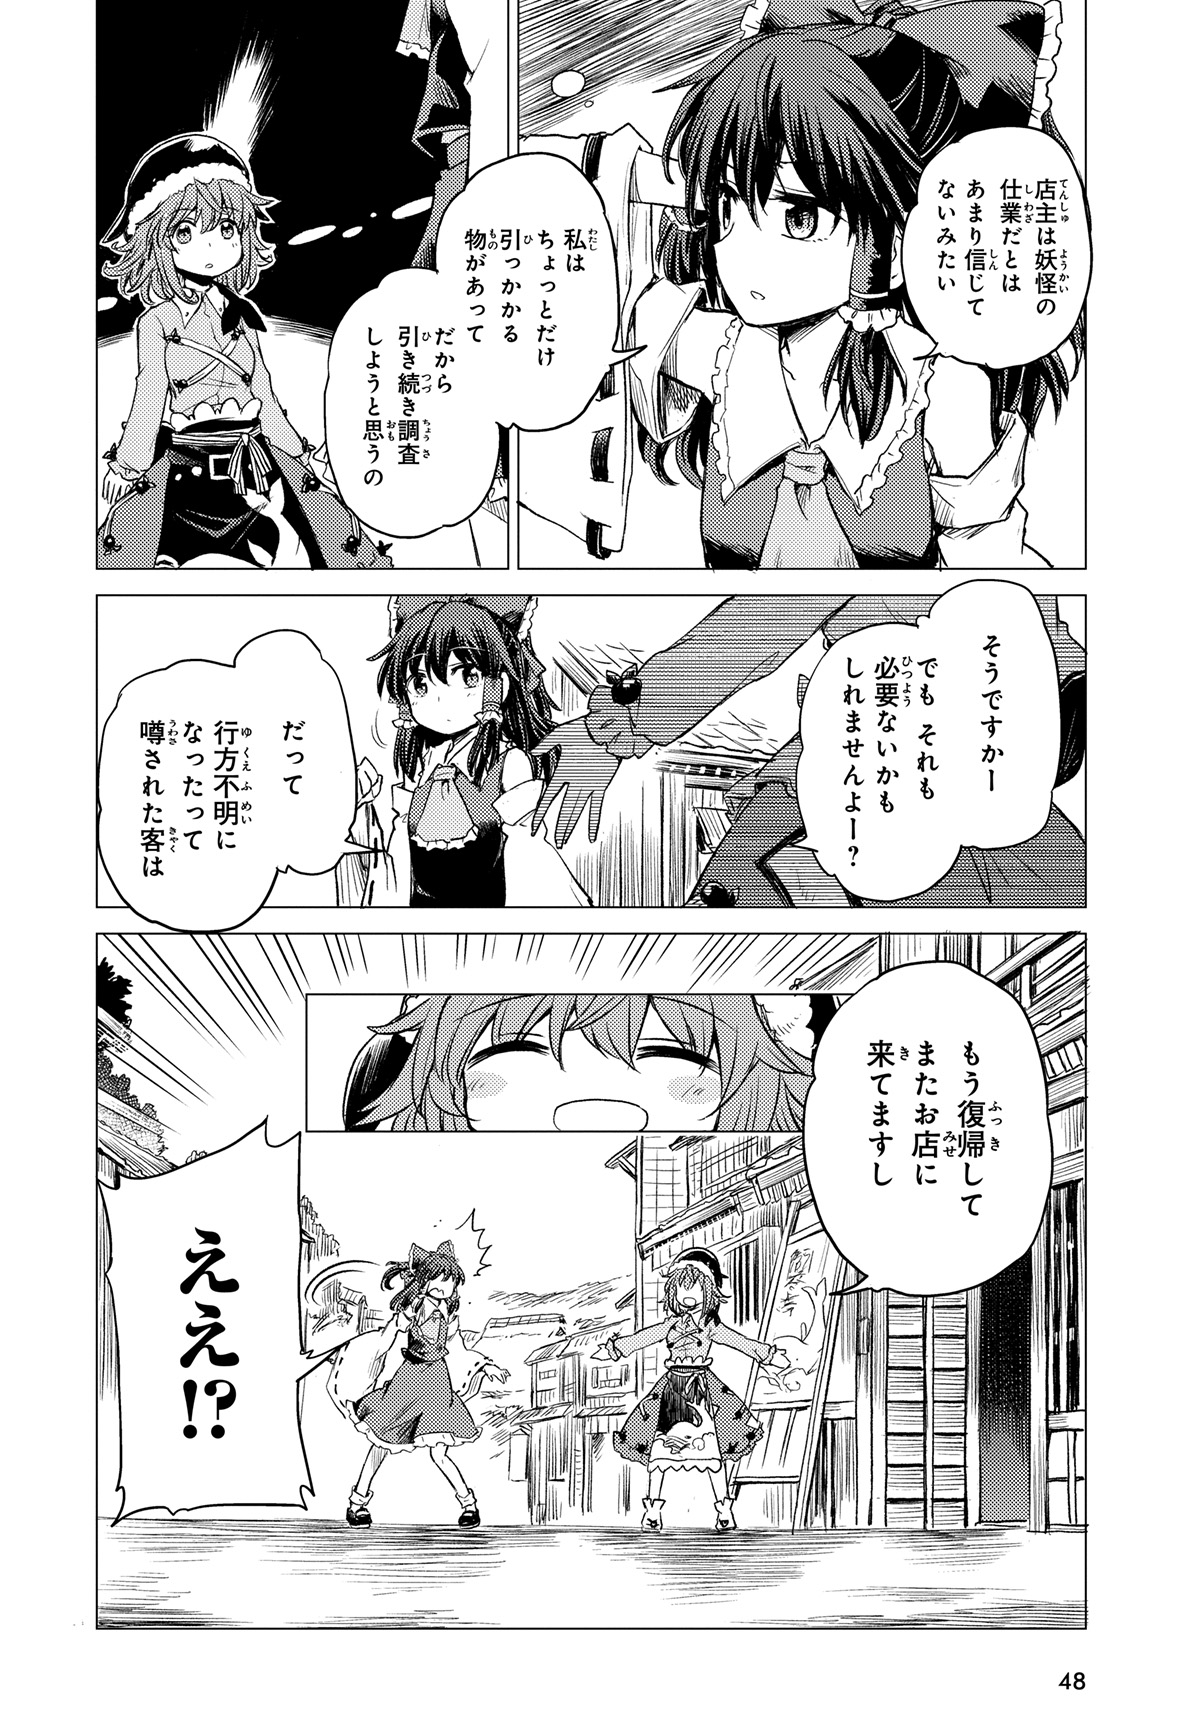 店主は妖怪の
仕業だとは
あまり信じて
ないみたい
私は
ちょっとだけ
引っかかる
物があって
だから
引き続き調査
しようと思うの
そうですかー
でも それも
必要ないかも
しれませんよー?
だって
行方不明に
なったって
噂された客は
もう復帰して
またお店に
来てますし
ええ!?
48